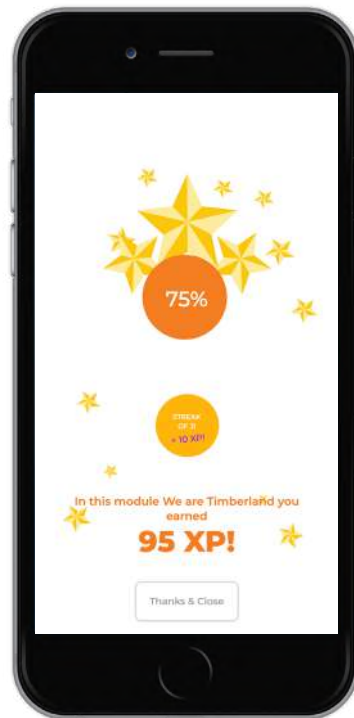 75%
STREAK
OF 3!
+ 10 XP!!
In this module We are Timberland you
earned
95 XP!
Thanks & Close